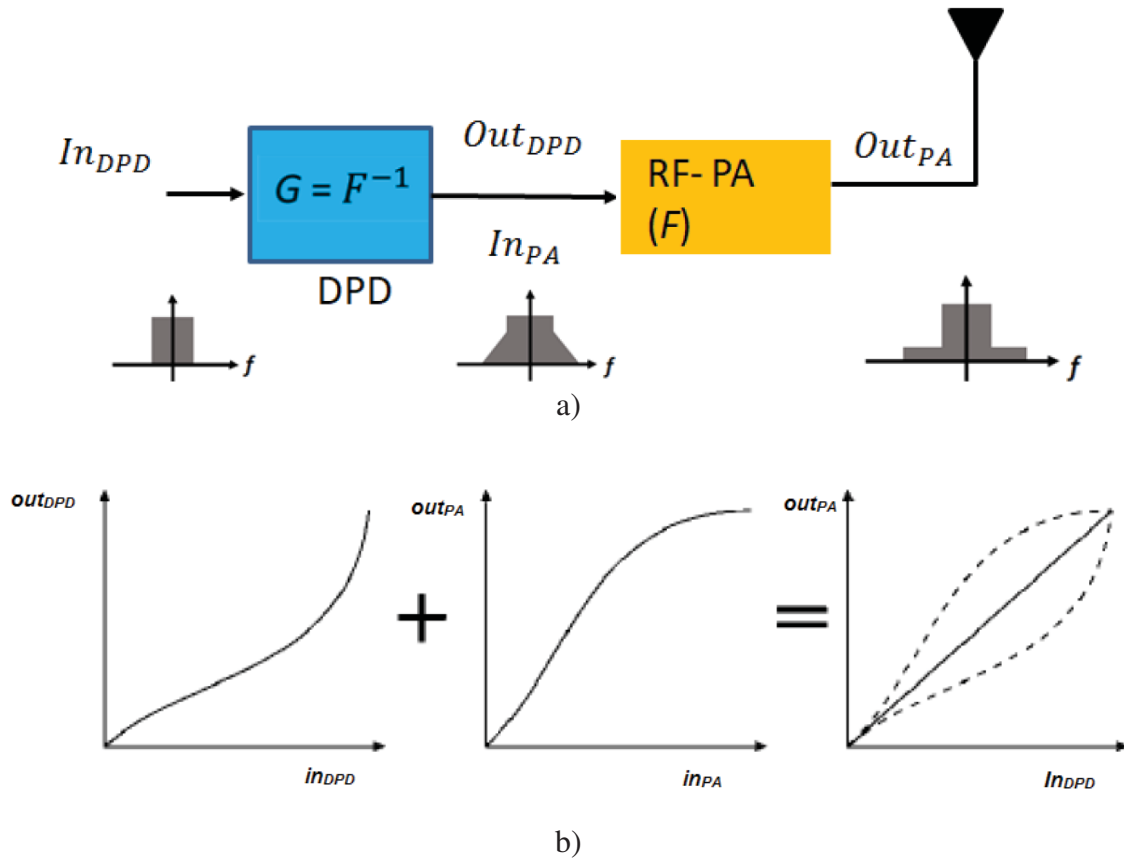 In_DPD
G = F^-1
DPD
Out_DPD
In_PA
RF- PA
(F)
Out_PA
f
f
f
a)
out_DPD
in_DPD
+
out_PA
in_PA
=
out_PA
In_DPD
b)